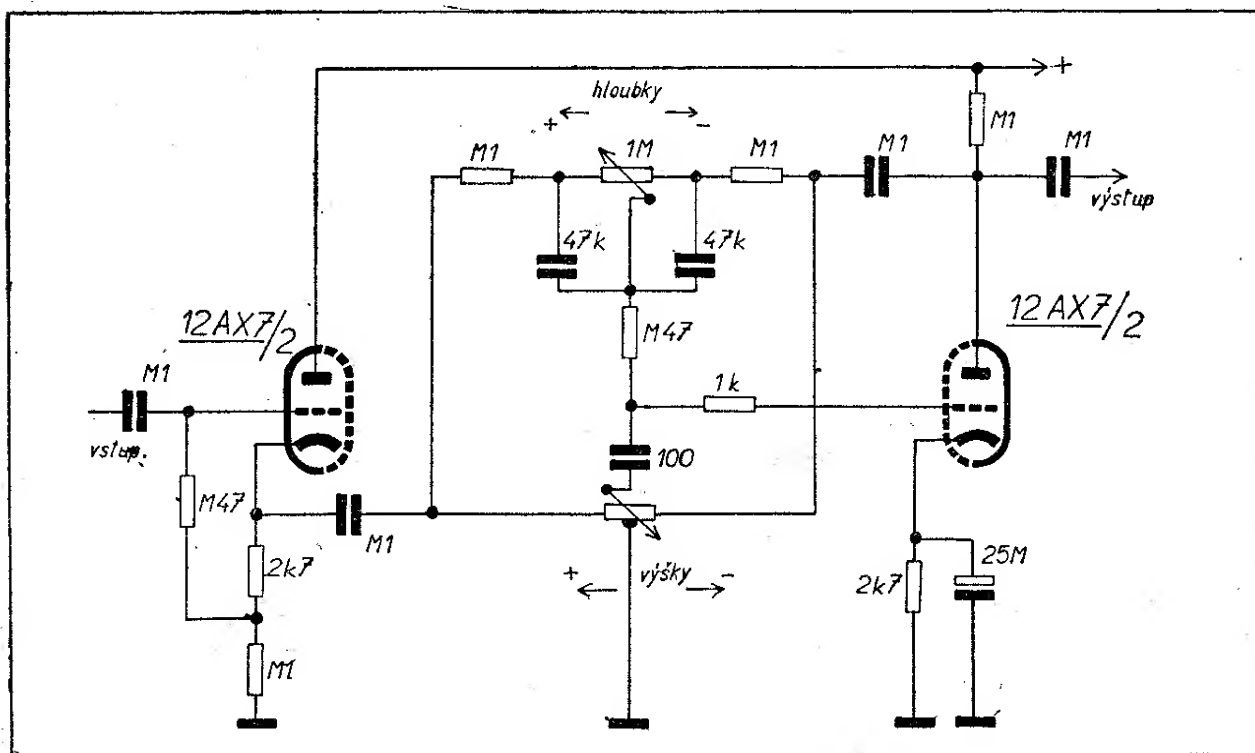 +
hloubky
+ -
M1
1M
M1
M1
M1
M1
výstup
47k
47k
12AX7/2
M47
12AX7/2
M1
1k
vstup.
100
M47
M1
2k7
+ výšky -
2k7
25M
M1